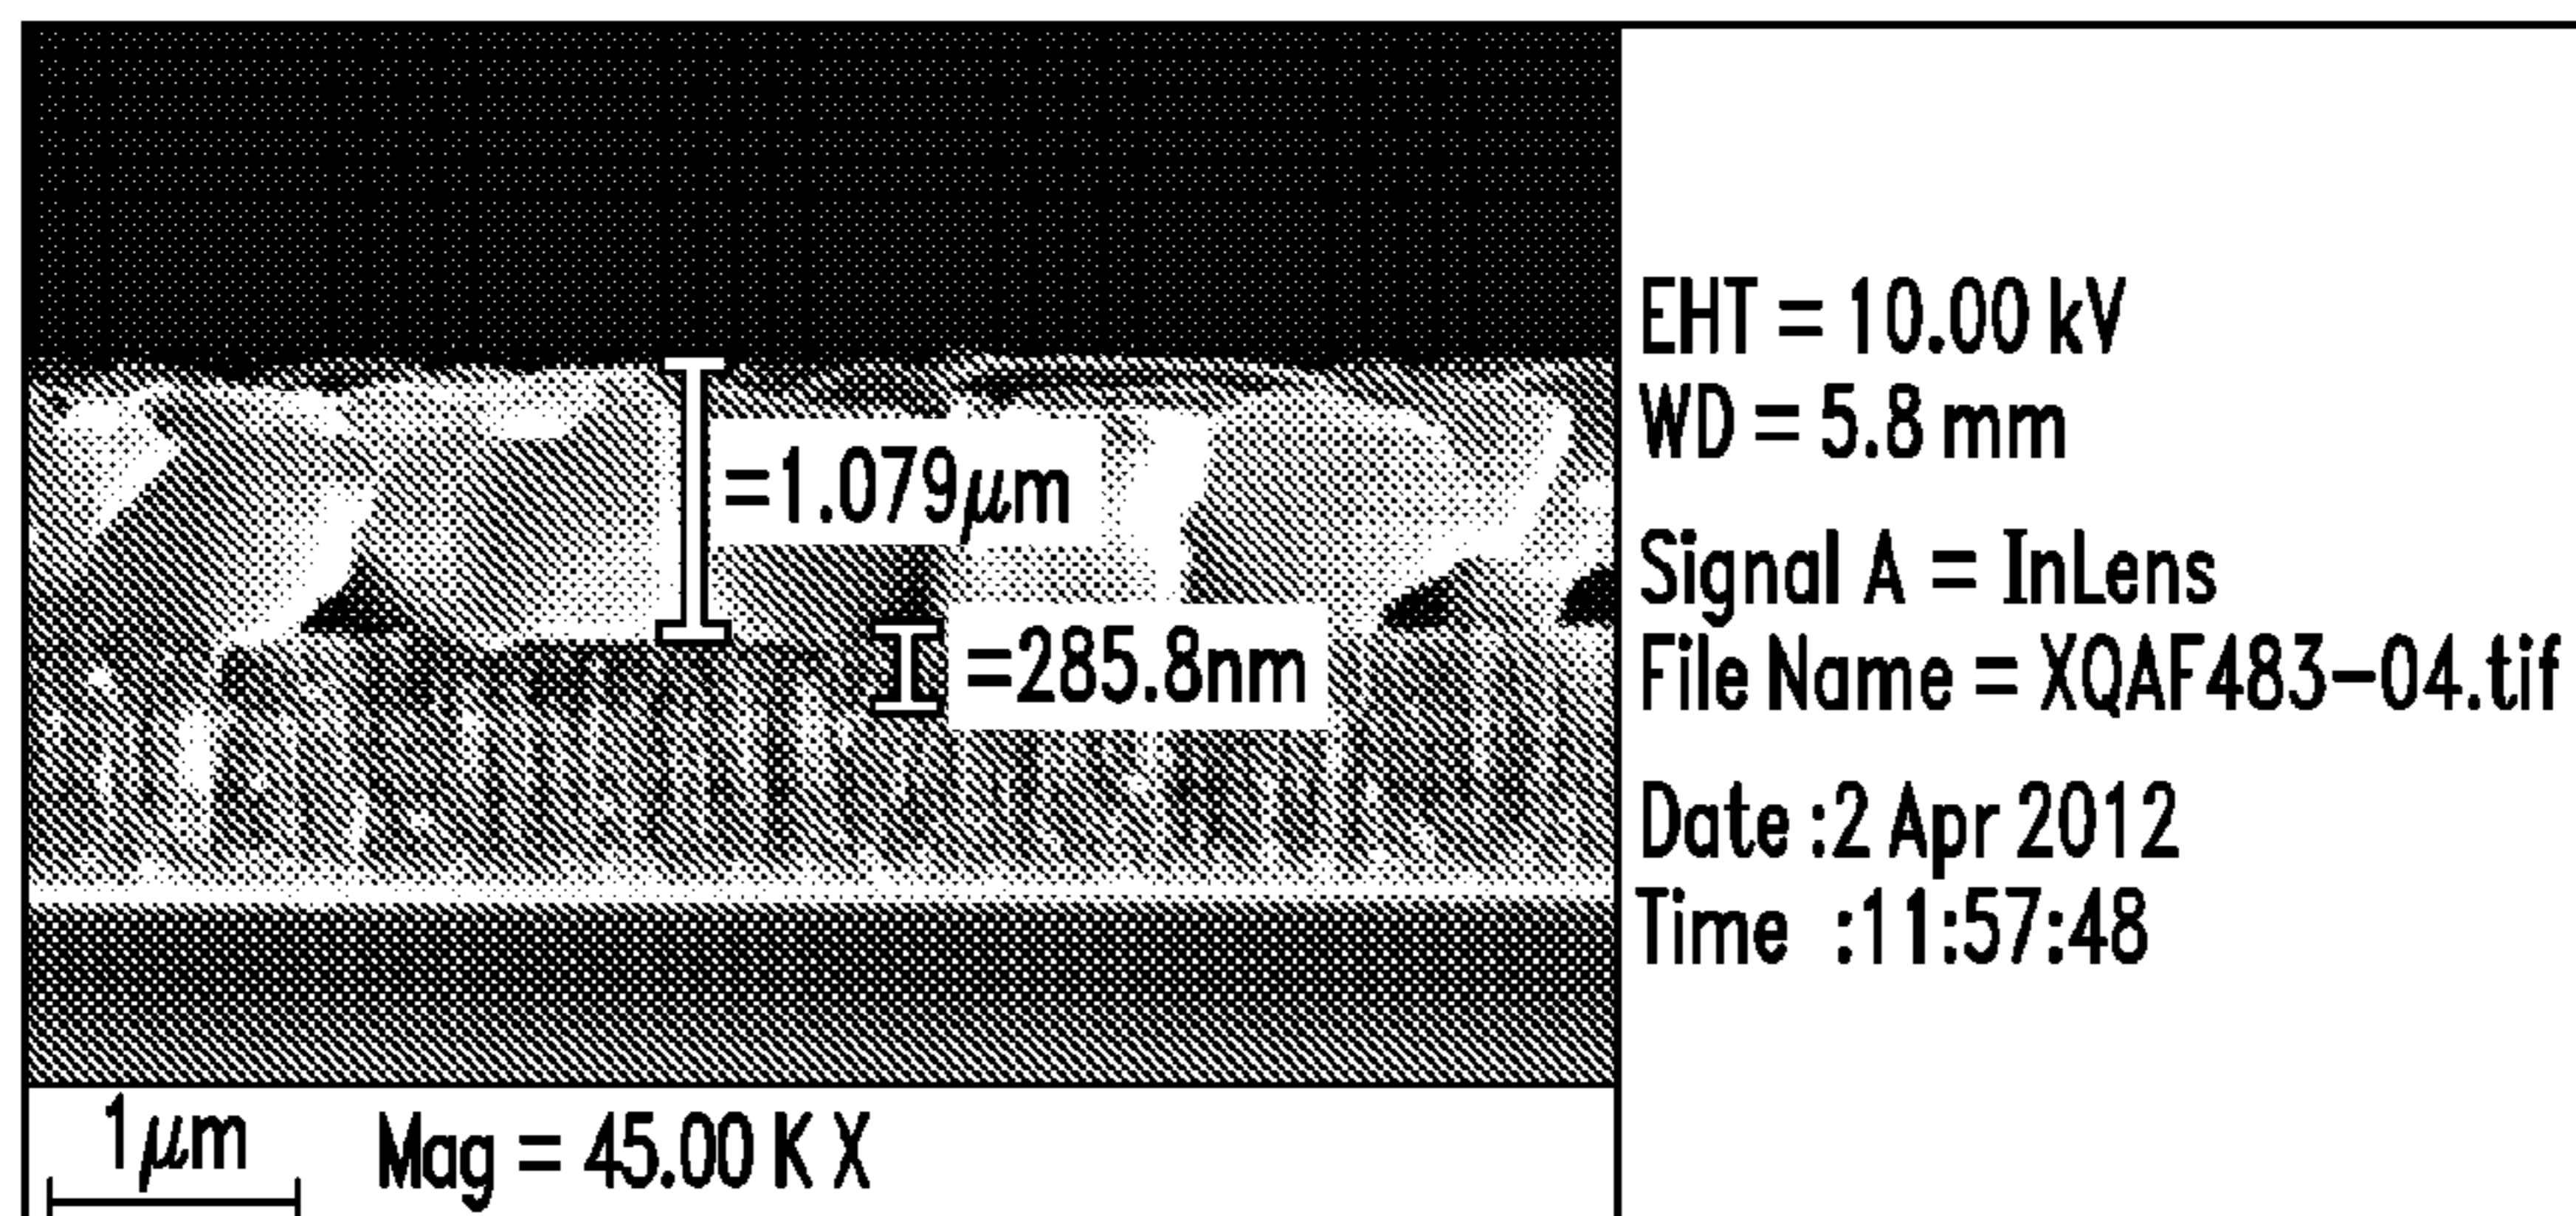 =1.079μm
=285.8nm
EHT = 10.00 kV
WD = 5.8 mm
Signal A = InLens
File Name = XQAF483-04.tif
Date :2 Apr 2012
Time :11:57:48
1μm
Mag = 45.00 K X